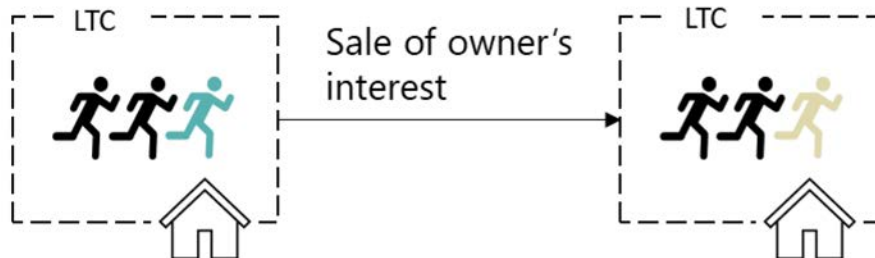 LTC
Sale of owner‘s
interest
LTC